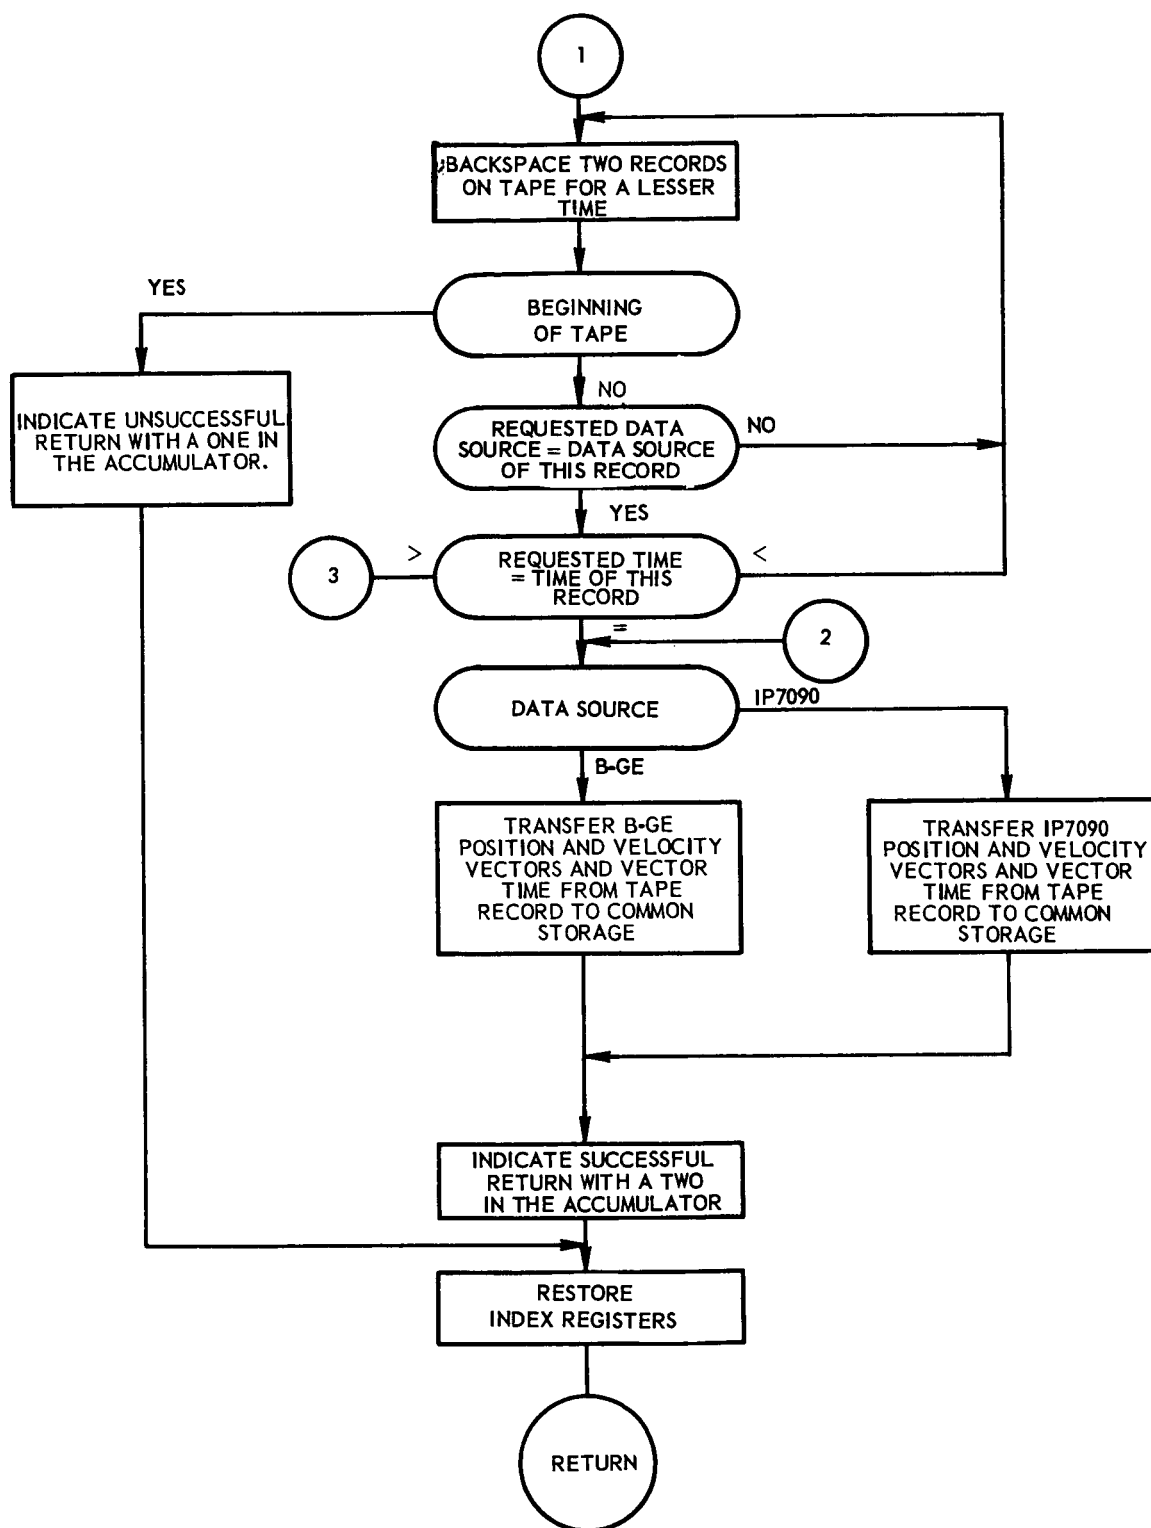 1
BACKSPACE TWO RECORDS
ON TAPE FOR A LESSER
TIME
YES
BEGINNING
OF TAPE
NO
INDICATE UNSUCCESSFUL
RETURN WITH A ONE IN
THE ACCUMULATOR.
REQUESTED DATA
SOURCE = DATA SOURCE
OF THIS RECORD
NO
YES
3
>
REQUESTED TIME
= TIME OF THIS
RECORD
<
=
2
DATA SOURCE
IP7090
B-GE
TRANSFER B-GE
POSITION AND VELOCITY
VECTORS AND VECTOR
TIME FROM TAPE
RECORD TO COMMON
STORAGE
TRANSFER IP7090
POSITION AND VELOCITY
VECTORS AND VECTOR
TIME FROM TAPE
RECORD TO COMMON
STORAGE
INDICATE SUCCESSFUL
RETURN WITH A TWO
IN THE ACCUMULATOR
RESTORE
INDEX REGISTERS
RETURN